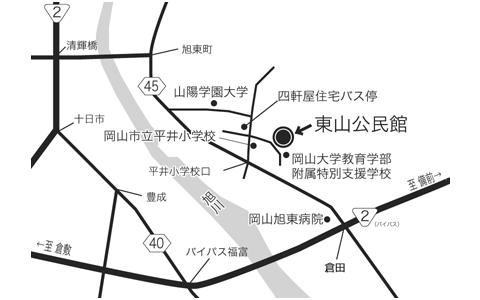 2
清輝橋
旭東町
45
山陽学園大学
四軒屋住宅バス停
十日市
東山公民館
岡山市立平井小学校
岡山大学教育学部
附属特別支援学校
平井小学校口
至 備前→
豊成
旭川
岡山旭東病院
2
(バイパス)
40
←至 倉敷
バイパス福富
倉田